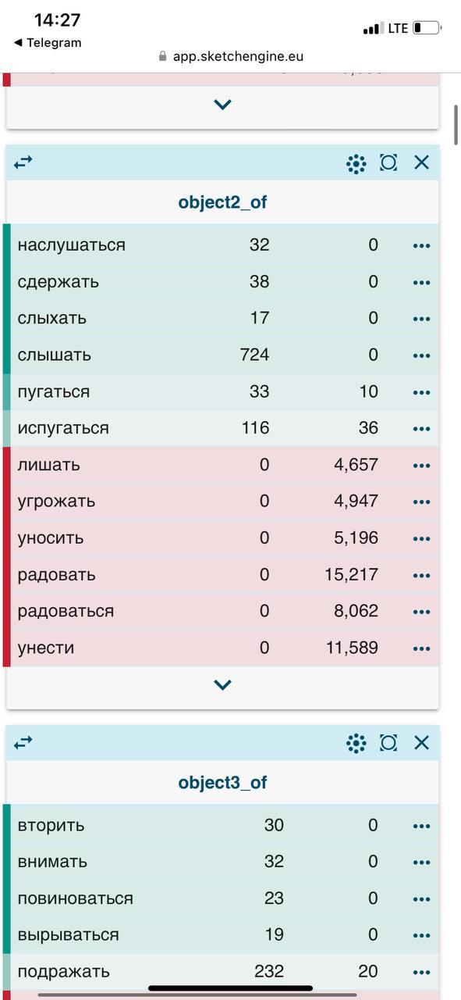 14:27
LTE
◀ Telegram
app.sketchengine.eu
object2_of
наслушаться 32 0
сдержать 38 0
слыхать 17 0
слышать 724 0
пугаться 33 10
испугаться 116 36
лишать 0 4,657
угрожать 0 4,947
уносить 0 5,196
радовать 0 15,217
радоваться 0 8,062
унести 0 11,589
object3_of
вторить 30 0
внимать 32 0
повиноваться 23 0
вырываться 19 0
подражать 232 20